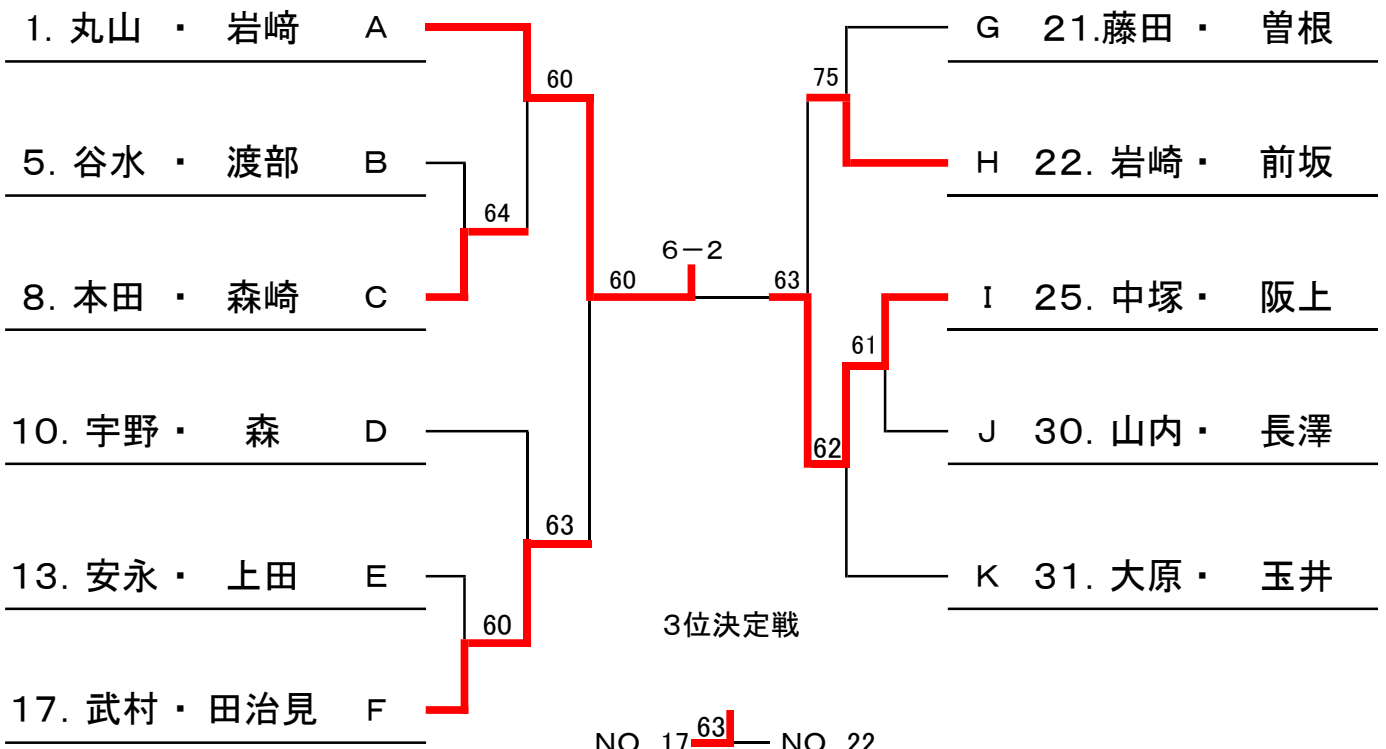 1. 丸山 ・ 岩﨑 A
60
5. 谷水 ・ 渡部 B
64
8. 本田 ・ 森崎 C
60
10. 宇野・ 森 D
63
13. 安永・ 上田 E
60
17. 武村・ 田治見 F
6－2
G 21.藤田・ 曽根
75
H 22. 岩崎・ 前坂
63
I 25. 中塚・ 阪上
61
J 30. 山内・ 長澤
62
K 31. 大原・ 玉井
3位決定戦
NO 17 63 NO 22